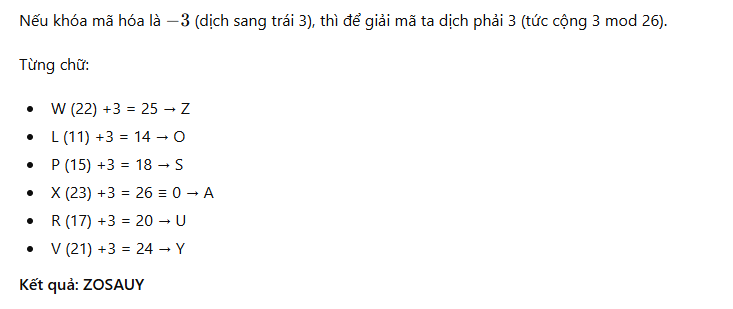 Nếu khóa mã hóa là −3 (dịch sang trái 3), thì để giải mã ta dịch phải 3 (tức cộng 3 mod 26).
Từng chữ:
• W (22) +3 = 25 → Z
• L (11) +3 = 14 → O
• P (15) +3 = 18 → S
• X (23) +3 = 26 ≡ 0 → A
• R (17) +3 = 20 → U
• V (21) +3 = 24 → Y
Kết quả: ZOSAUY